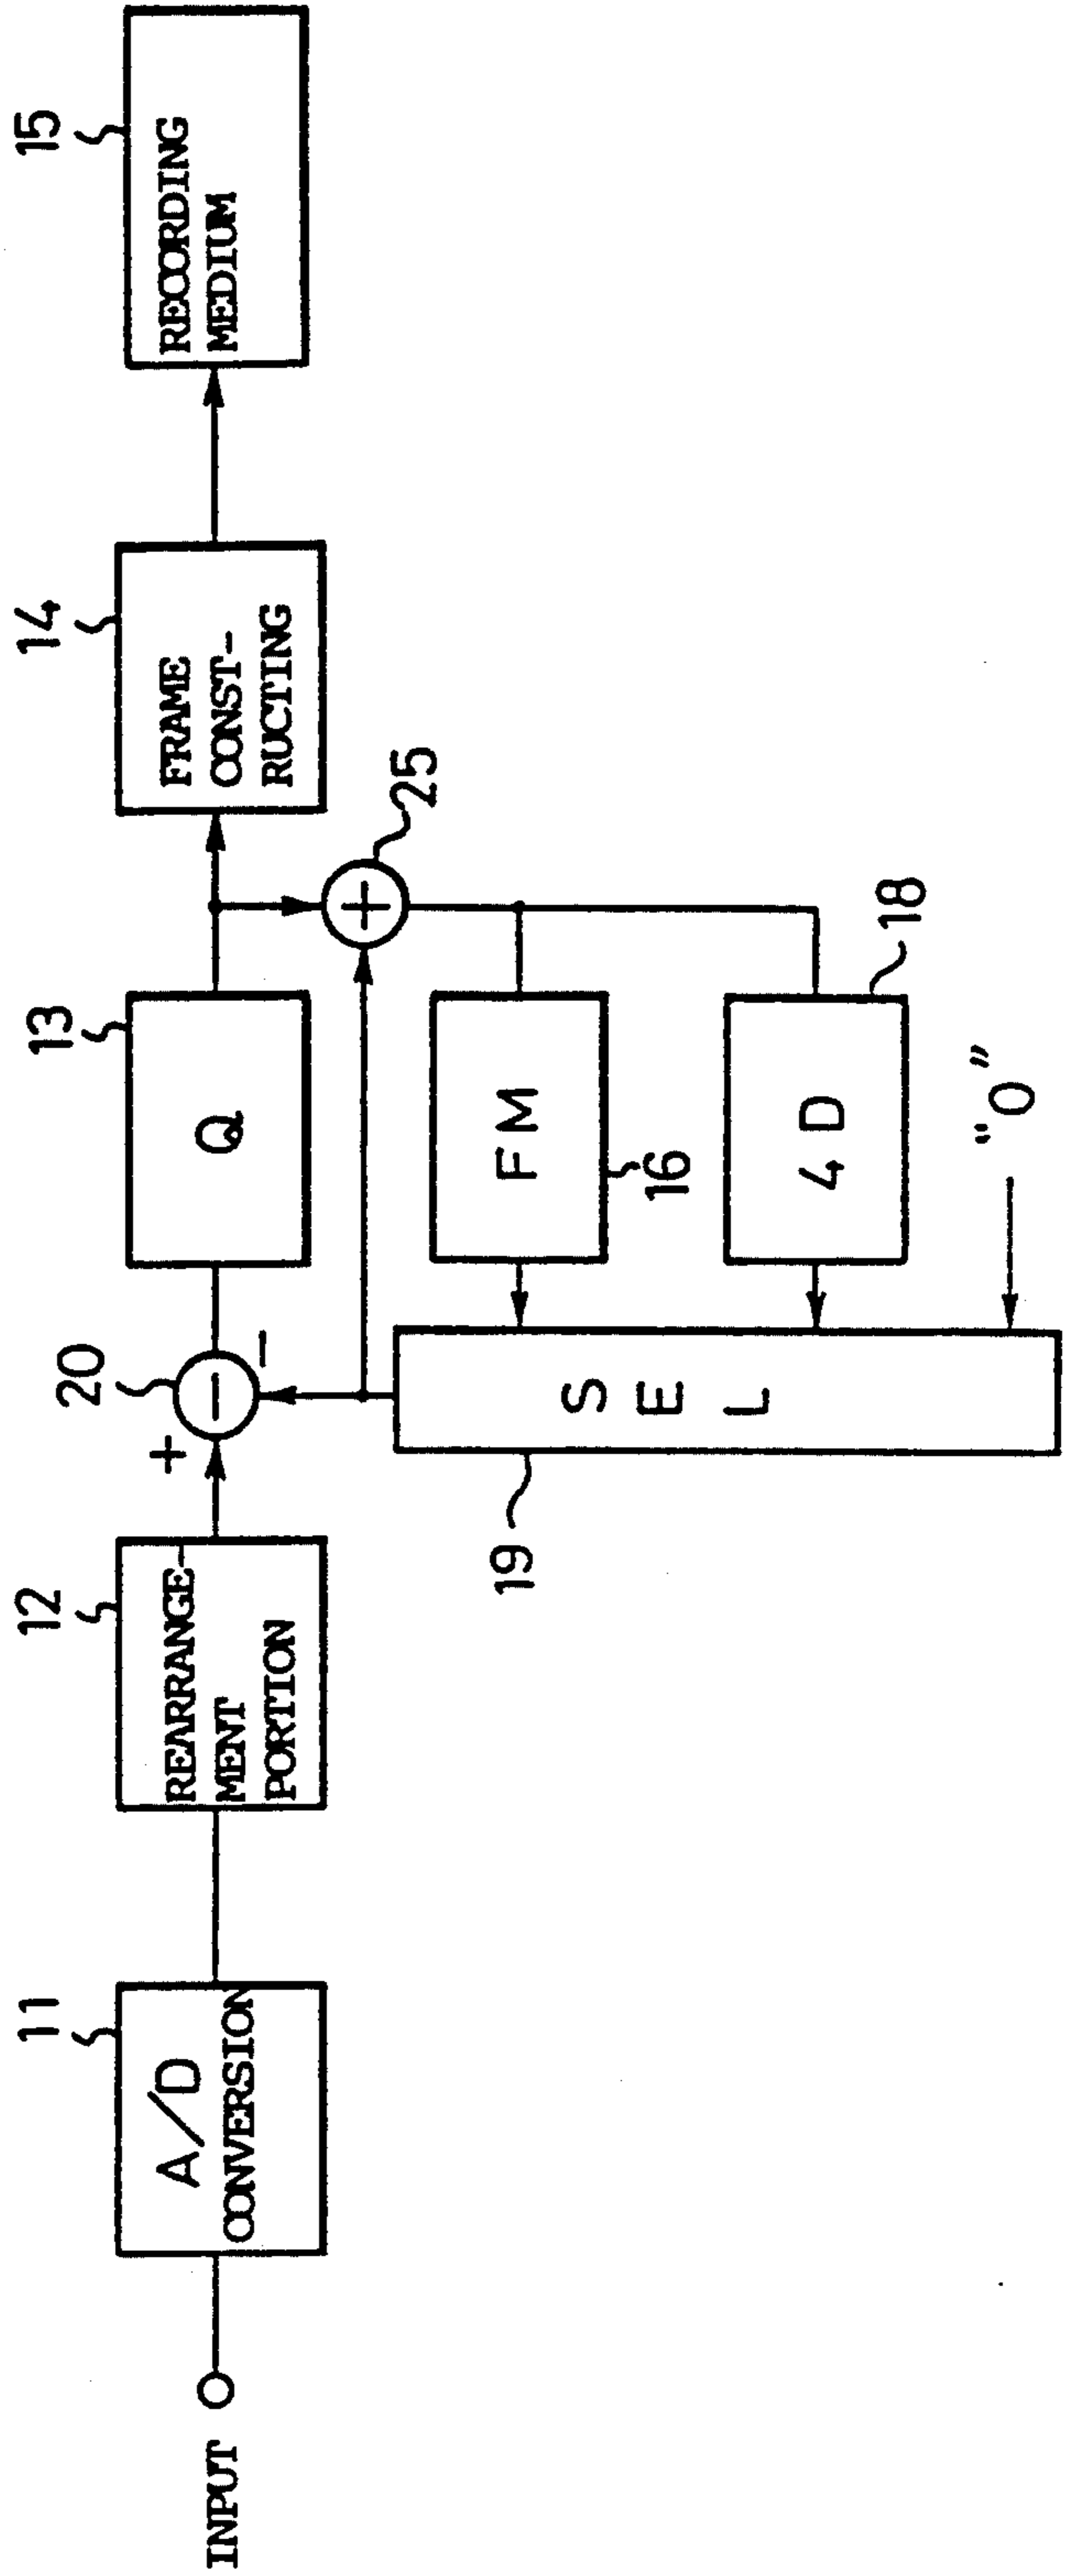 INPUT
11
A/D
CONVERSION
12
REARRANGE-
MENT
PORTION
20
+
−
−
13
Q
14
FRAME
CONST-
RUCTING
15
RECORDING
MEDIUM
25
+
19
SEL
16
FM
18
4D
"0"